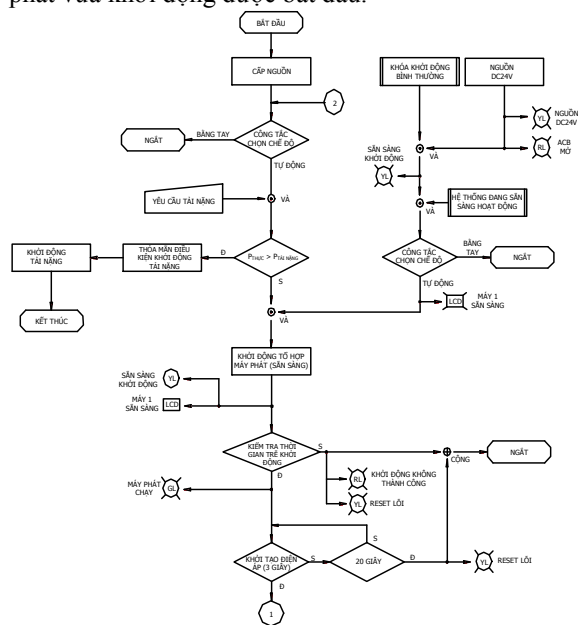 phát vừa khởi động được bắt đầu.
BẮT ĐẦU
CẤP NGUỒN
2
CÔNG TẮC
CHỌN CHẾ ĐỘ
BẰNG TAY
NGẮT
TỰ ĐỘNG
YÊU CẦU TẢI NẶNG
VÀ
PTHỰC > PTẢI NẶNG
Đ
S
THỎA MÃN ĐIỀU
KIỆN KHỞI ĐỘNG
TẢI NẶNG
KHỞI ĐỘNG
TẢI NẶNG
KẾT THÚC
KHÓA KHỞI ĐỘNG
BÌNH THƯỜNG
NGUỒN
DC24V
YL
NGUỒN
DC24V
RL
ACB
MỞ
VÀ
SẴN SÀNG
KHỞI ĐỘNG
YL
HỆ THỐNG ĐANG SẴN
SÀNG HOẠT ĐỘNG
VÀ
CÔNG TẮC
CHỌN CHẾ ĐỘ
BẰNG
TAY
NGẮT
TỰ ĐỘNG
LCD
MÁY 1
SẴN SÀNG
VÀ
KHỞI ĐỘNG TỔ HỢP
MÁY PHÁT (SẴN SÀNG)
SẴN SÀNG
KHỞI ĐỘNG
YL
MÁY 1
SẴN SÀNG
LCD
KIỂM TRA THỜI
GIAN TRỄ KHỞI
ĐỘNG
S
Đ
CỘNG
NGẮT
RL
KHỞI ĐỘNG KHÔNG
THÀNH CÔNG
YL
RESET LỖI
MÁY PHÁT
CHẠY
GL
S
KHỞI TẠO ĐIỆN
ÁP (3 GIÂY)
S
20 GIÂY
Đ
YL
RESET LỖI
Đ
1